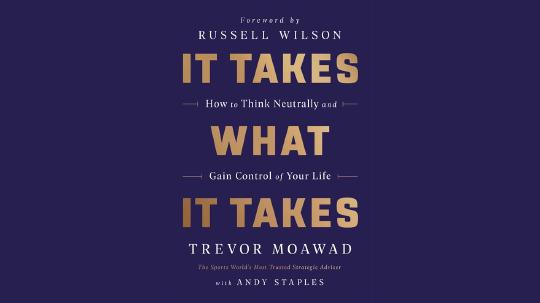 Foreword by
RUSSELL WILSON
IT TAKES
How to Think Neutrally and
WHAT
Gain Control of Your Life
IT TAKES
TREVOR MOAWAD
The Sports World's Most Trusted Strategic Adviser
with ANDY STAPLES